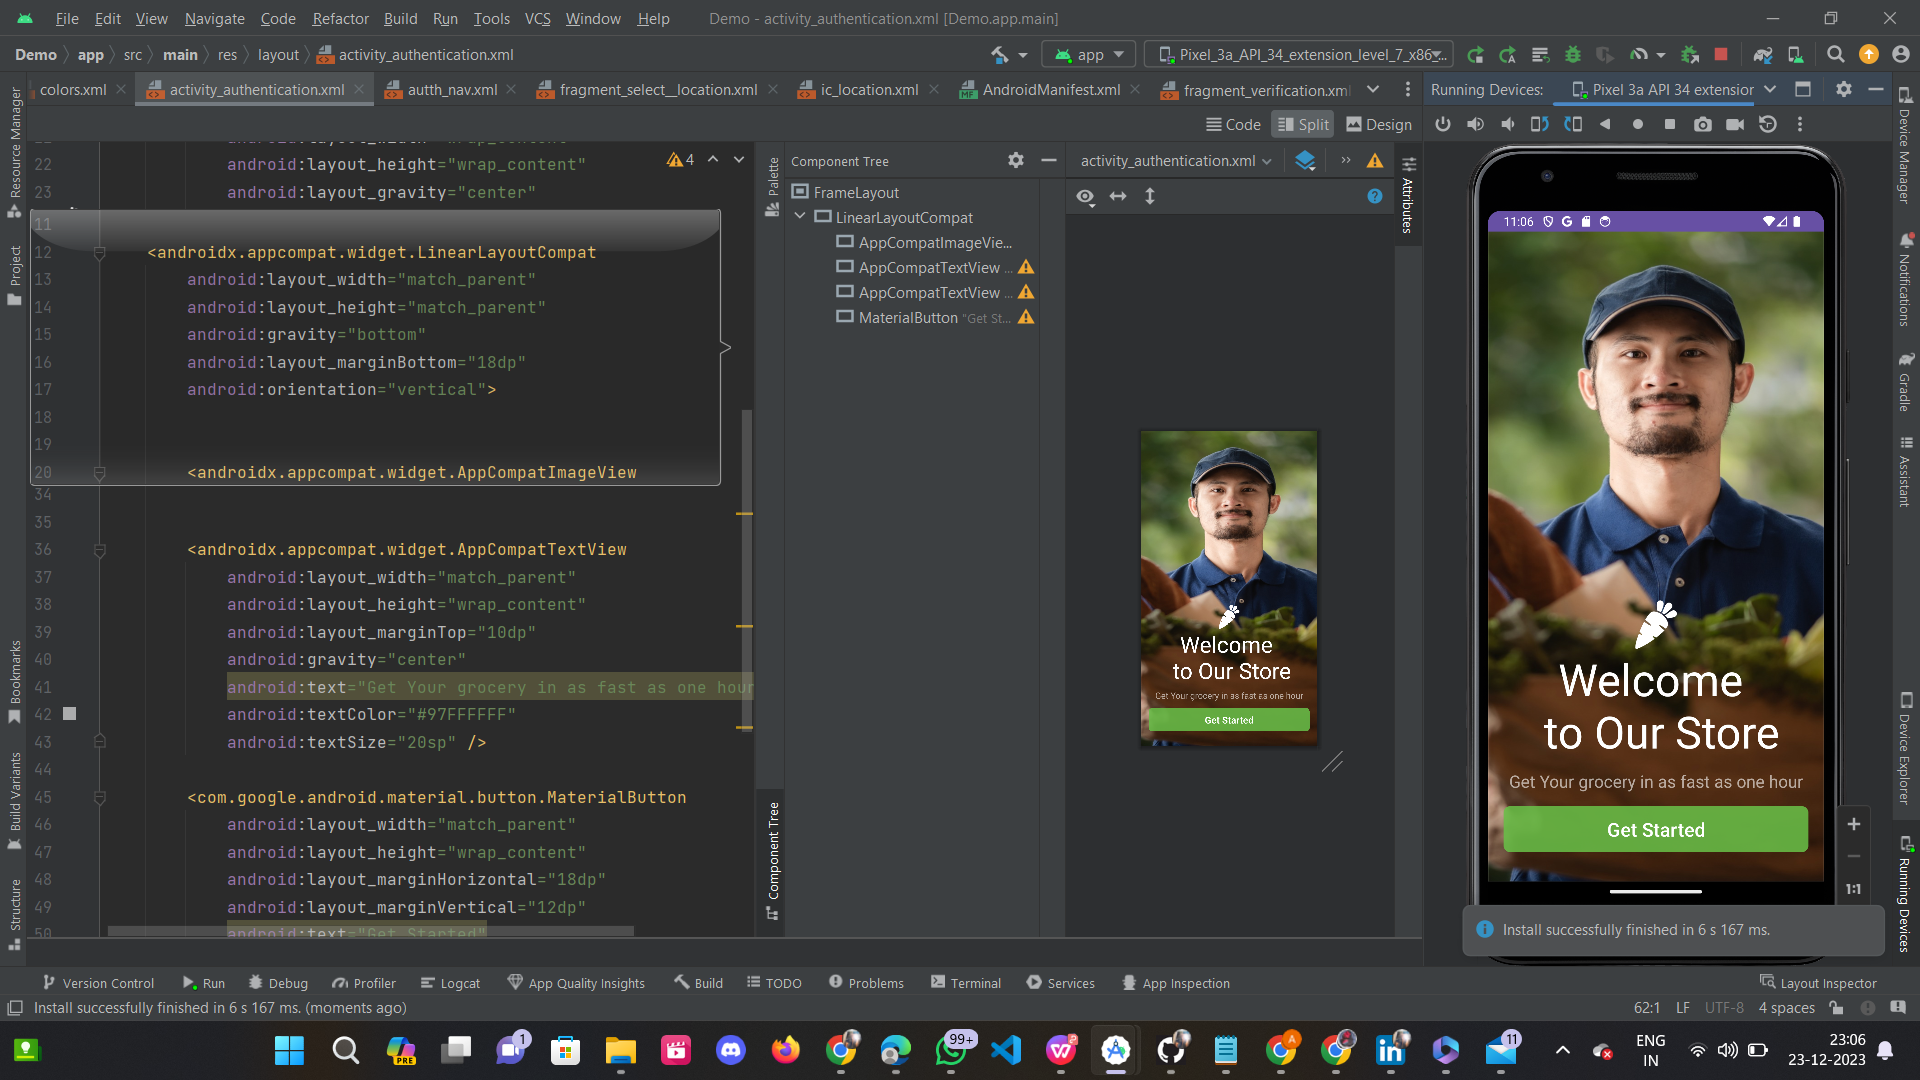 File Edit View Navigate Code Refactor Build Run Tools VCS Window Help Demo - activity_authentication.xml [Demo.app.main]
Demo app src main res layout activity_authentication.xml
app Pixel_3a_API_34_extension_level_7_x86
colors.xml activity_authentication.xml autth_nav.xml fragment_select__location.xml ic_location.xml AndroidManifest.xml fragment_verification.xml
Running Devices: Pixel 3a API 34 extension
Code Split Design
Resource Manager
Project
Bookmarks
Build Variants
Structure
4
22 android:layout_height="wrap_content"
23 android:layout_gravity="center"
11
12 <androidx.appcompat.widget.LinearLayoutCompat
13 android:layout_width="match_parent"
14 android:layout_height="match_parent"
15 android:gravity="bottom"
16 android:layout_marginBottom="18dp"
17 android:orientation="vertical">
18
19
20 <androidx.appcompat.widget.AppCompatImageView
34
35
36 <androidx.appcompat.widget.AppCompatTextView
37 android:layout_width="match_parent"
38 android:layout_height="wrap_content"
39 android:layout_marginTop="10dp"
40 android:gravity="center"
41 android:text="Get Your grocery in as fast as one hour
42 android:textColor="#97FFFFFF"
43 android:textSize="20sp" />
44
45 <com.google.android.material.button.MaterialButton
46 android:layout_width="match_parent"
47 android:layout_height="wrap_content"
48 android:layout_marginHorizontal="18dp"
49 android:layout_marginVertical="12dp"
50 android:text="Get Started"
Palette
Component Tree
Component Tree
FrameLayout
LinearLayoutCompat
AppCompatImageVie...
AppCompatTextView ...
AppCompatTextView ...
MaterialButton "Get St...
activity_authentication.xml
Attributes
Welcome
to Our Store
Get Your grocery in as fast as one hour
Get Started
11:06
Welcome
to Our Store
Get Your grocery in as fast as one hour
Get Started
1:1
Install successfully finished in 6 s 167 ms.
Device Manager
Notifications
Gradle
Assistant
Device Explorer
Running Devices
Version Control Run Debug Profiler Logcat App Quality Insights Build TODO Problems Terminal Services App Inspection Layout Inspector
Install successfully finished in 6 s 167 ms. (moments ago) 62:1 LF UTF-8 4 spaces
PRE 1 99+ A 11
ENG
IN
23:06
23-12-2023